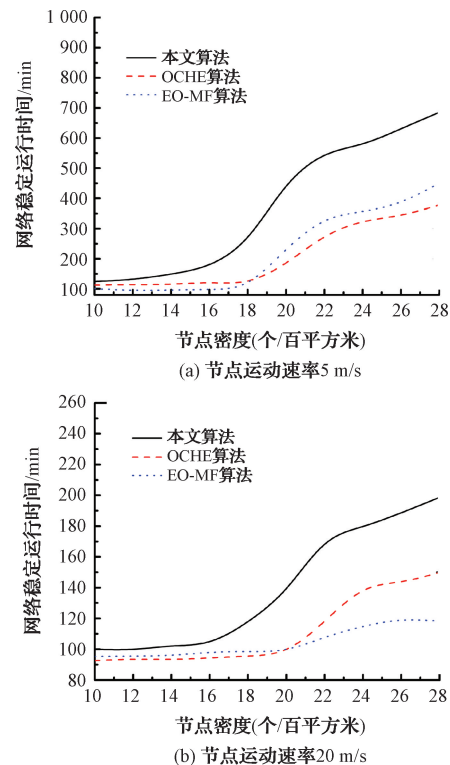 1 000
900
800
700
600
500
400
300
200
100
网络稳定运行时间/min
本文算法
OCHE算法
EO-MF算法
10 12 14 16 18 20 22 24 26 28
节点密度(个/百平方米)
(a) 节点运动速率5 m/s
260
240
220
200
180
160
140
120
100
80
网络稳定运行时间/min
本文算法
OCHE算法
EO-MF算法
10 12 14 16 18 20 22 24 26 28
节点密度(个/百平方米)
(b) 节点运动速率20 m/s